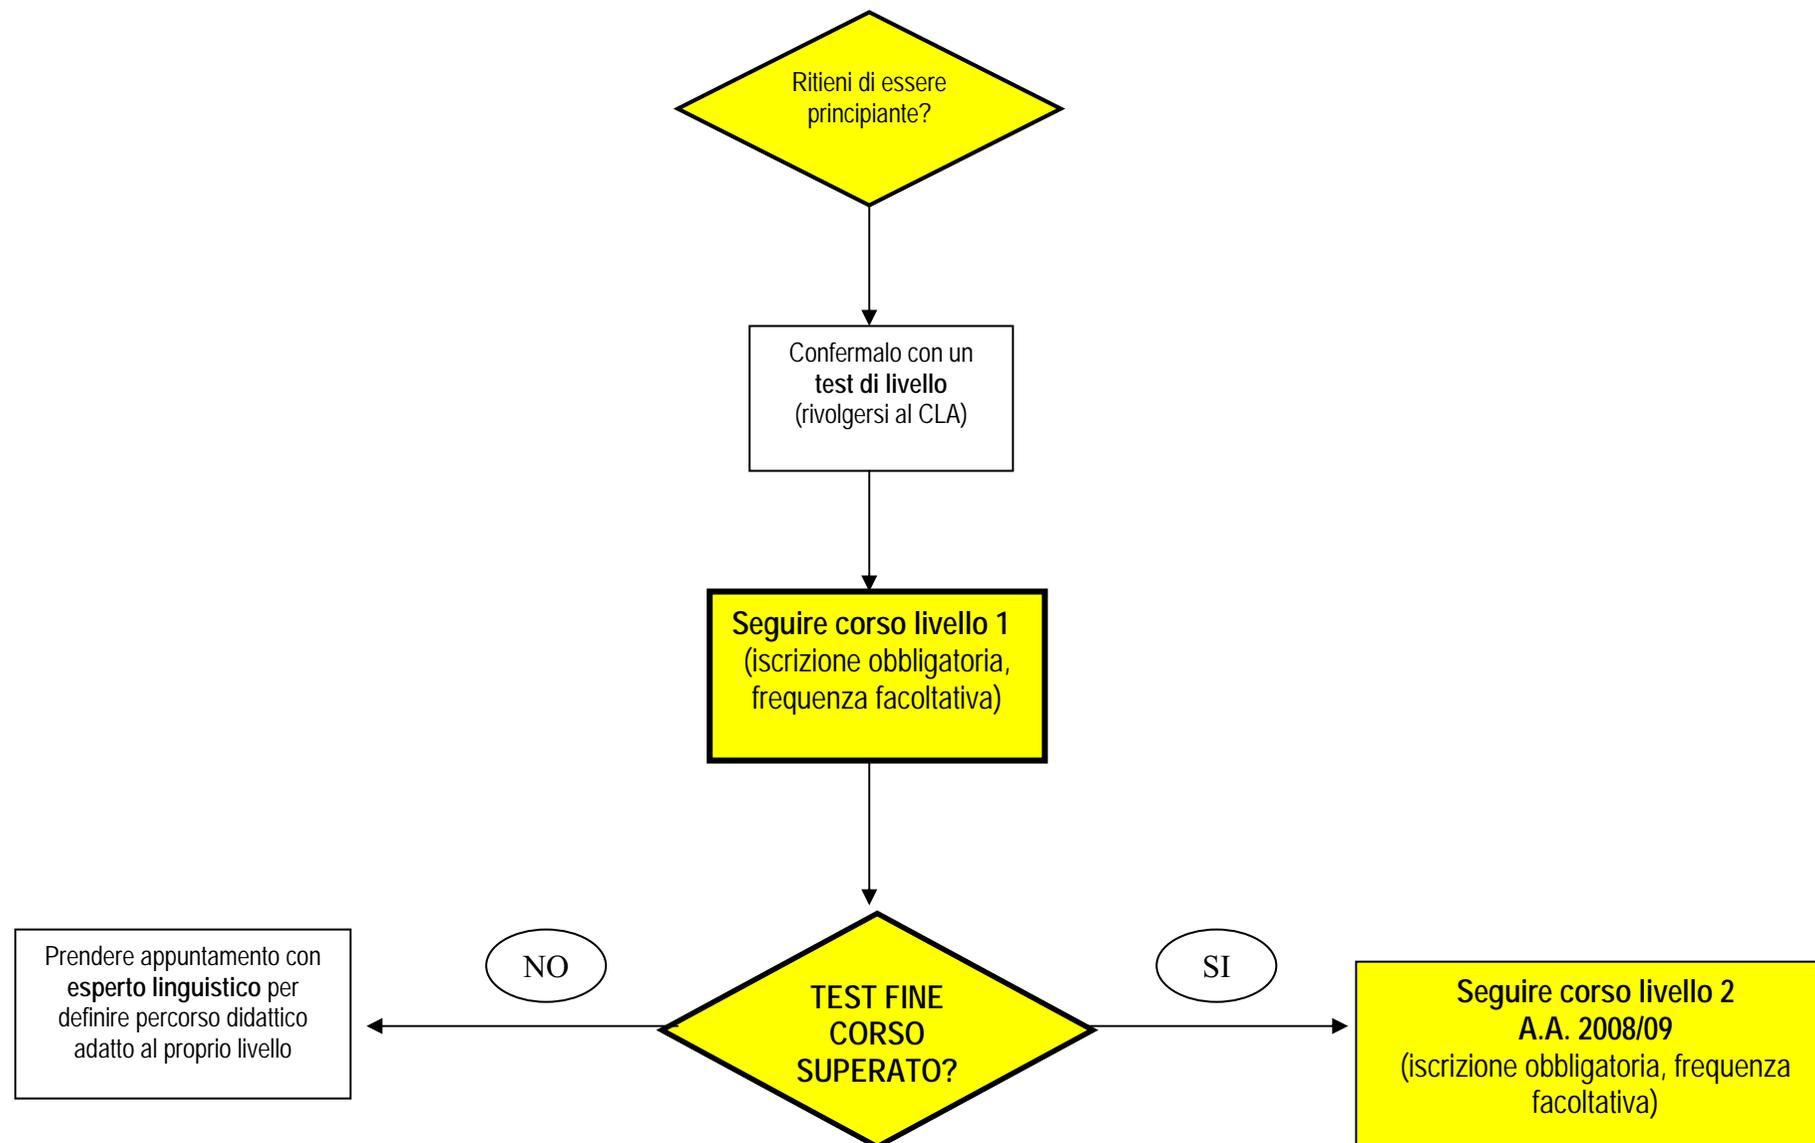 Ritieni di essere
principiante?
Confermalo con un
test di livello
(rivolgersi al CLA)
Seguire corso livello 1
(iscrizione obbligatoria,
frequenza facoltativa)
Prendere appuntamento con
esperto linguistico per
definire percorso didattico
adatto al proprio livello
NO
TEST FINE
CORSO
SUPERATO?
SI
Seguire corso livello 2
A.A. 2008/09
(iscrizione obbligatoria, frequenza
facoltativa)